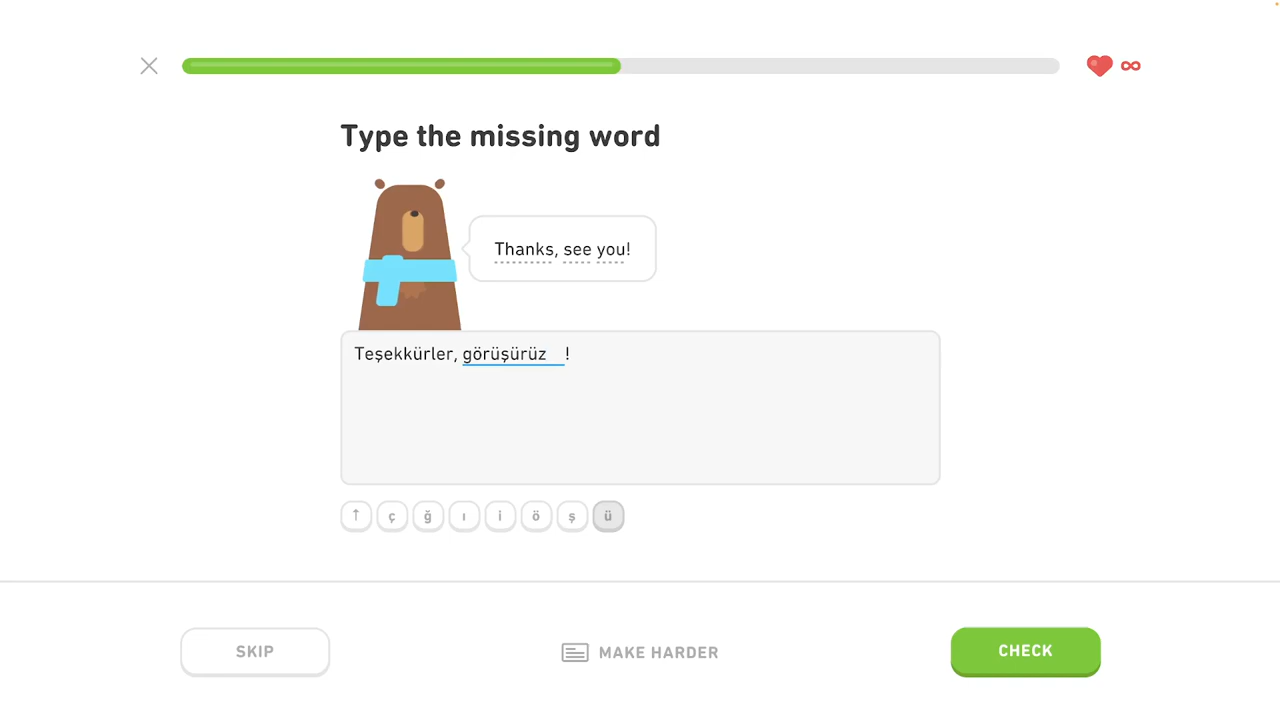 ∞
Type the missing word
Thanks, see you!
Teşekkürler, görüşürüz !
↑ ç ğ ı i ö ş ü
SKIP
MAKE HARDER
CHECK